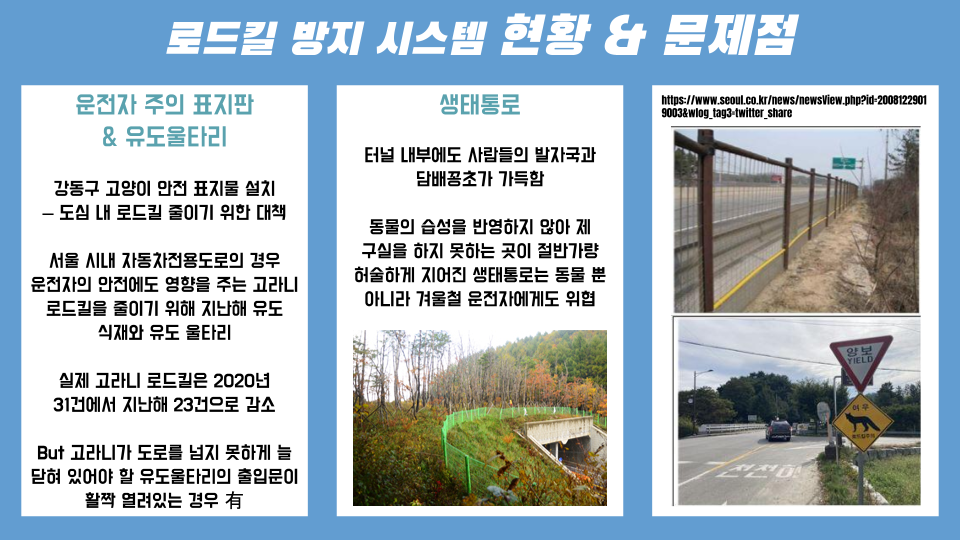 로드킬 방지 시스템 현황 & 문제점
운전자 주의 표지판
& 유도울타리
강동구 고양이 안전 표지물 설치
– 도심 내 로드킬 줄이기 위한 대책
서울 시내 자동차전용도로의 경우
운전자의 안전에도 영향을 주는 고라니
로드킬을 줄이기 위해 지난해 유도
식재와 유도 울타리
실제 고라니 로드킬은 2020년
31건에서 지난해 23건으로 감소
But 고라니가 도로를 넘지 못하게 늘
닫혀 있어야 할 유도울타리의 출입문이
활짝 열려있는 경우 有
생태통로
터널 내부에도 사람들의 발자국과
담배꽁초가 가득함
동물의 습성을 반영하지 않아 제
구실을 하지 못하는 곳이 절반가량
허술하게 지어진 생태통로는 동물 뿐
아니라 겨울철 운전자에게도 위협
https://www.seoul.co.kr/news/newsView.php?id=2008122901
9003&wlog_tag3=twitter_share
양보
YIELD
여우
로드킬주의
천천히